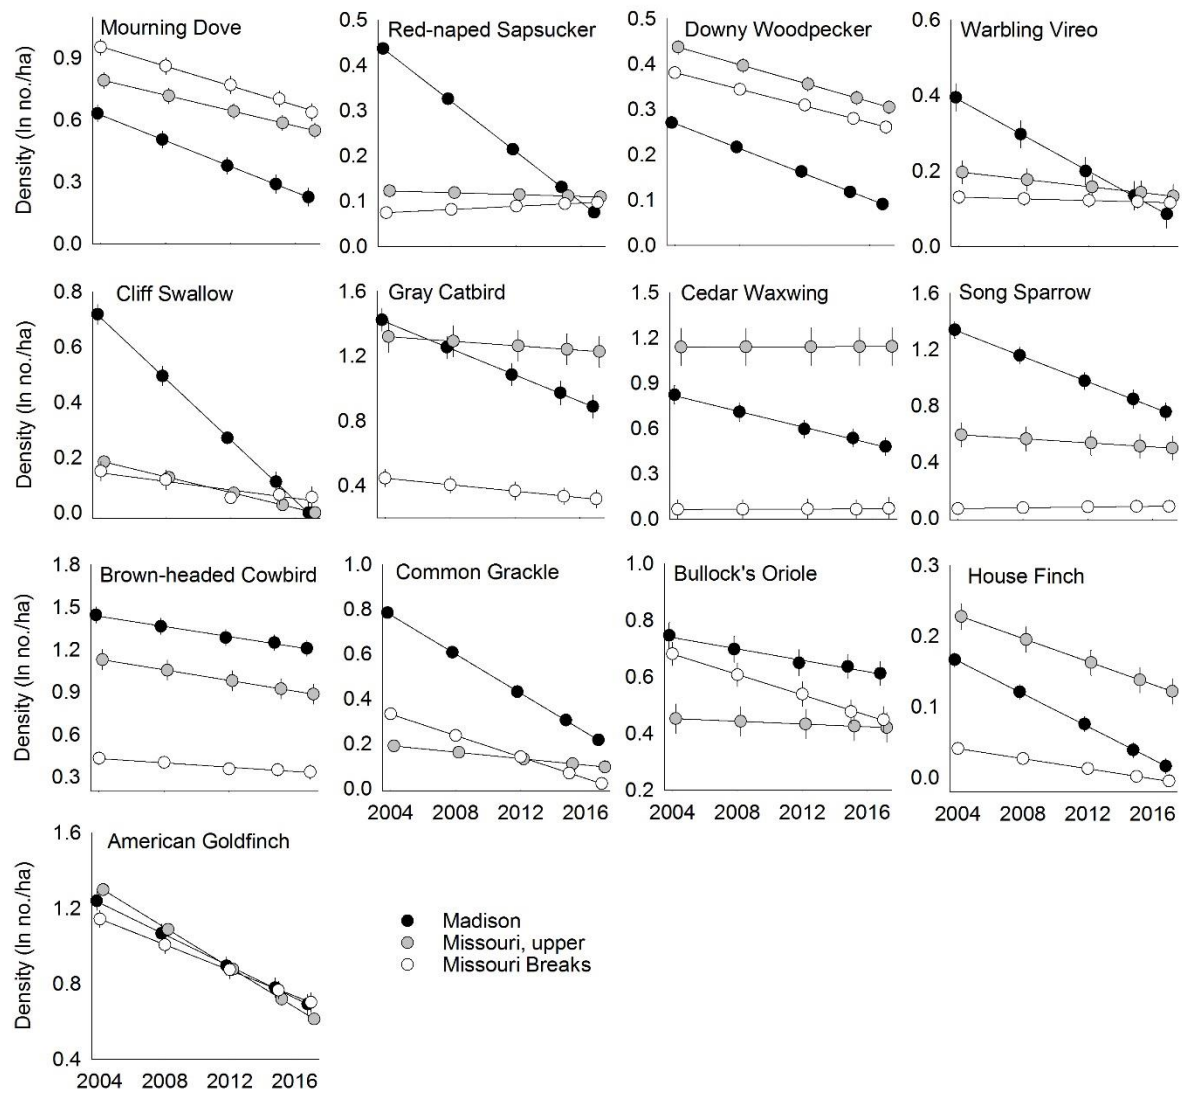 Mourning Dove
Red-naped Sapsucker
Downy Woodpecker
Warbling Vireo
Density (ln no./ha)
0.9
0.6
0.3
0.0
0.5
0.4
0.3
0.2
0.1
0.0
0.5
0.4
0.3
0.2
0.1
0.0
0.6
0.4
0.2
0.0
Cliff Swallow
Gray Catbird
Cedar Waxwing
Song Sparrow
Density (ln no./ha)
0.8
0.6
0.4
0.2
0.0
1.6
1.2
0.8
0.4
1.5
1.2
0.9
0.6
0.3
0.0
1.6
1.2
0.8
0.4
0.0
Brown-headed Cowbird
Common Grackle
Bullock's Oriole
House Finch
Density (ln no./ha)
1.8
1.5
1.2
0.9
0.6
0.3
1.0
0.8
0.6
0.4
0.2
0.0
1.0
0.8
0.6
0.4
0.2
0.3
0.2
0.1
0.0
2004 2008 2012 2016
2004 2008 2012 2016
2004 2008 2012 2016
American Goldfinch
Density (ln no./ha)
1.6
1.2
0.8
0.4
2004 2008 2012 2016
Madison
Missouri, upper
Missouri Breaks